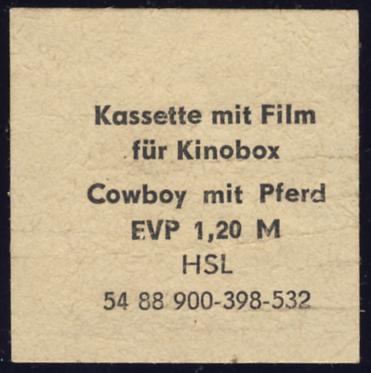 Kassette mit Film
für Kinobox
Cowboy mit Pferd
EVP 1,20 M
HSL
54 88 900-398-532